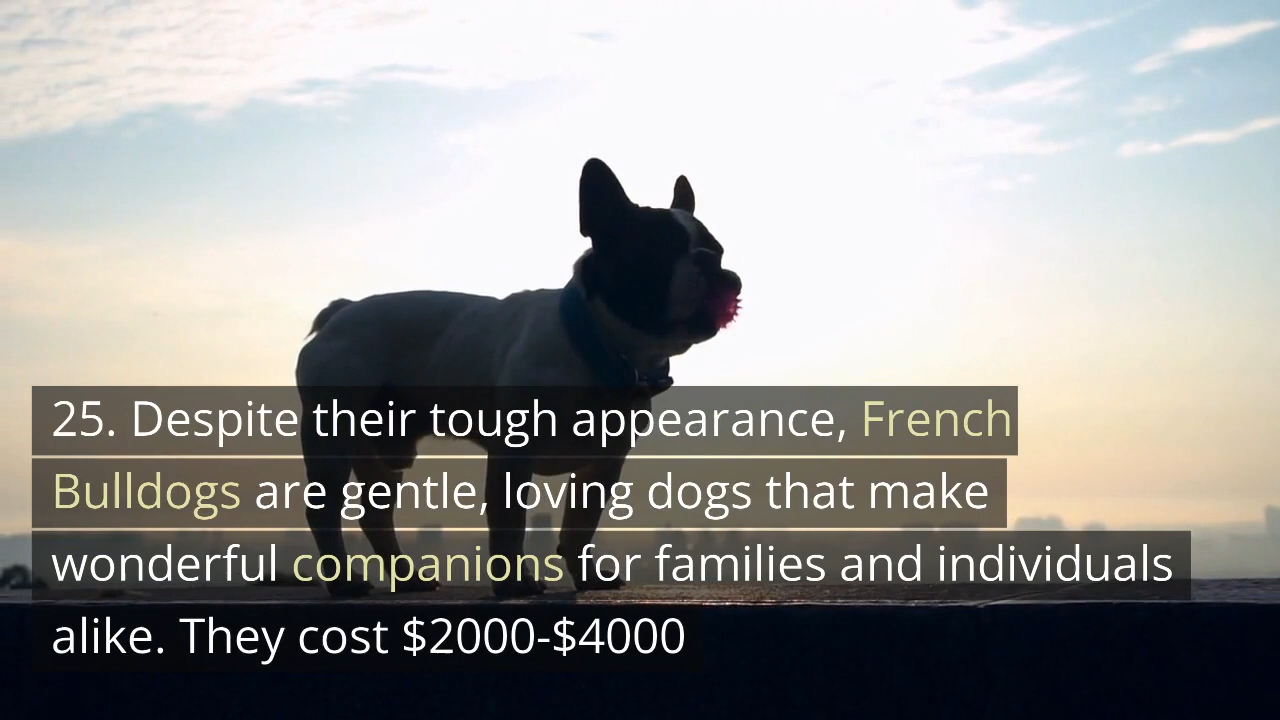 25. Despite their tough appearance, French
Bulldogs are gentle, loving dogs that make
wonderful companions for families and individuals
alike. They cost $2000-$4000